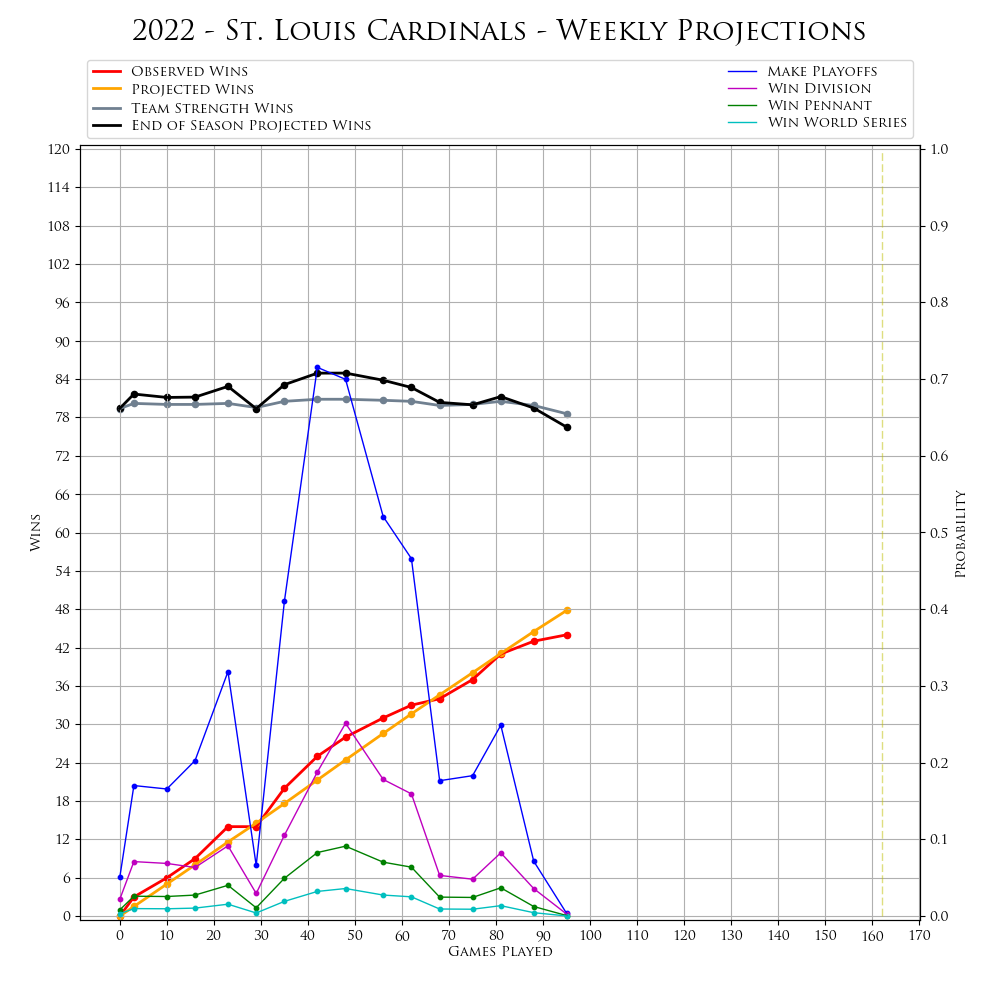 2022 - St. Louis Cardinals - Weekly Projections
Observed Wins
Projected Wins
Team Strength Wins
End of Season Projected Wins
Make Playoffs
Win Division
Win Pennant
Win World Series
120
114
108
102
96
90
84
78
72
66
60
54
48
42
36
30
24
18
12
6
0
Wins
1.0
0.9
0.8
0.7
0.6
0.5
0.4
0.3
0.2
0.1
0.0
Probability
0 10 20 30 40 50 60 70 80 90 100 110 120 130 140 150 160 170
Games Played